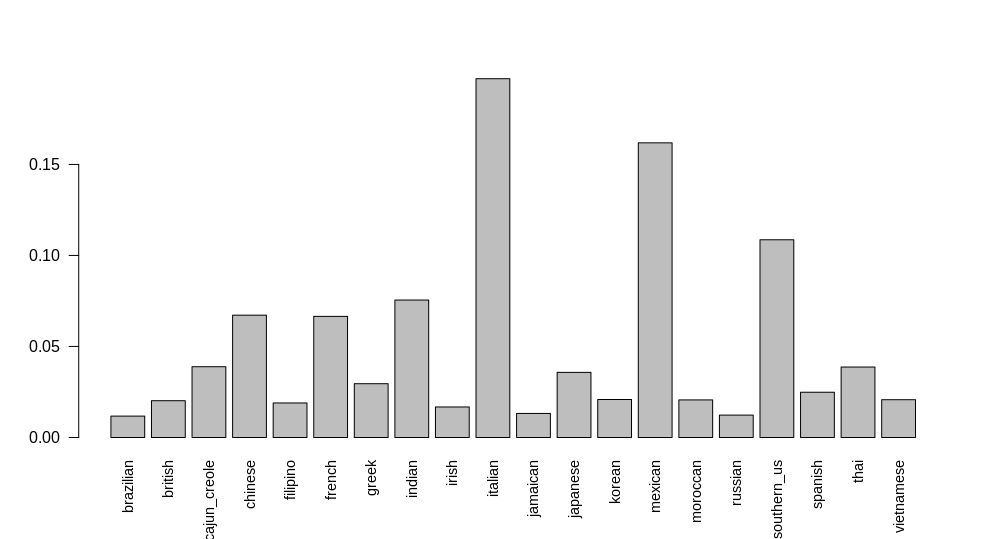 0.15
0.10
0.05
0.00
brazilian
british
cajun_creole
chinese
filipino
french
greek
indian
irish
italian
jamaican
japanese
korean
mexican
moroccan
russian
southern_us
spanish
thai
vietnamese